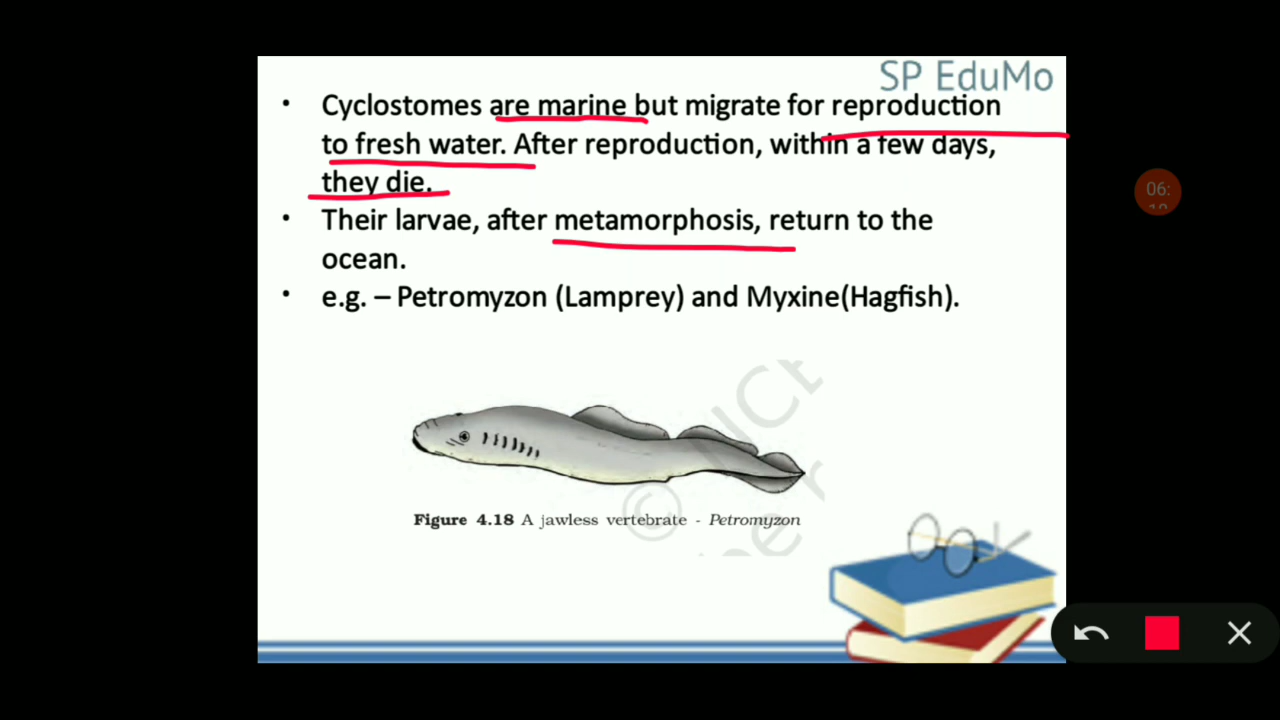 SP EduMo
• Cyclostomes are marine but migrate for reproduction
to fresh water. After reproduction, within a few days,
they die.
• Their larvae, after metamorphosis, return to the
ocean.
• e.g. – Petromyzon (Lamprey) and Myxine(Hagfish).
Figure 4.18 A jawless vertebrate - Petromyzon
06: